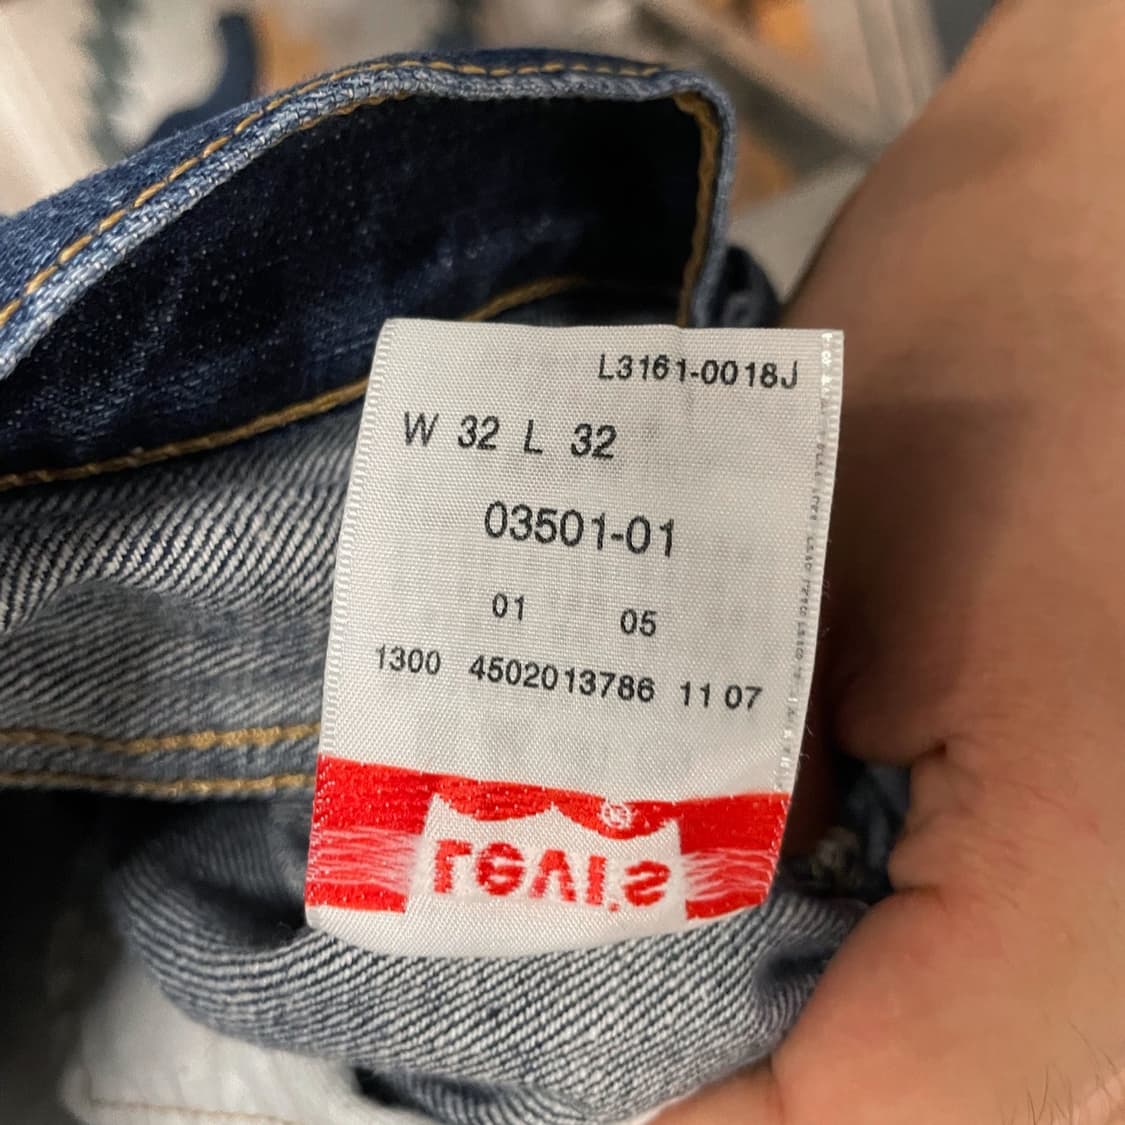 L3161-0018J
W 32 L 32
03501-01
01 05
1300 4502013786 11 07
Levi's ®